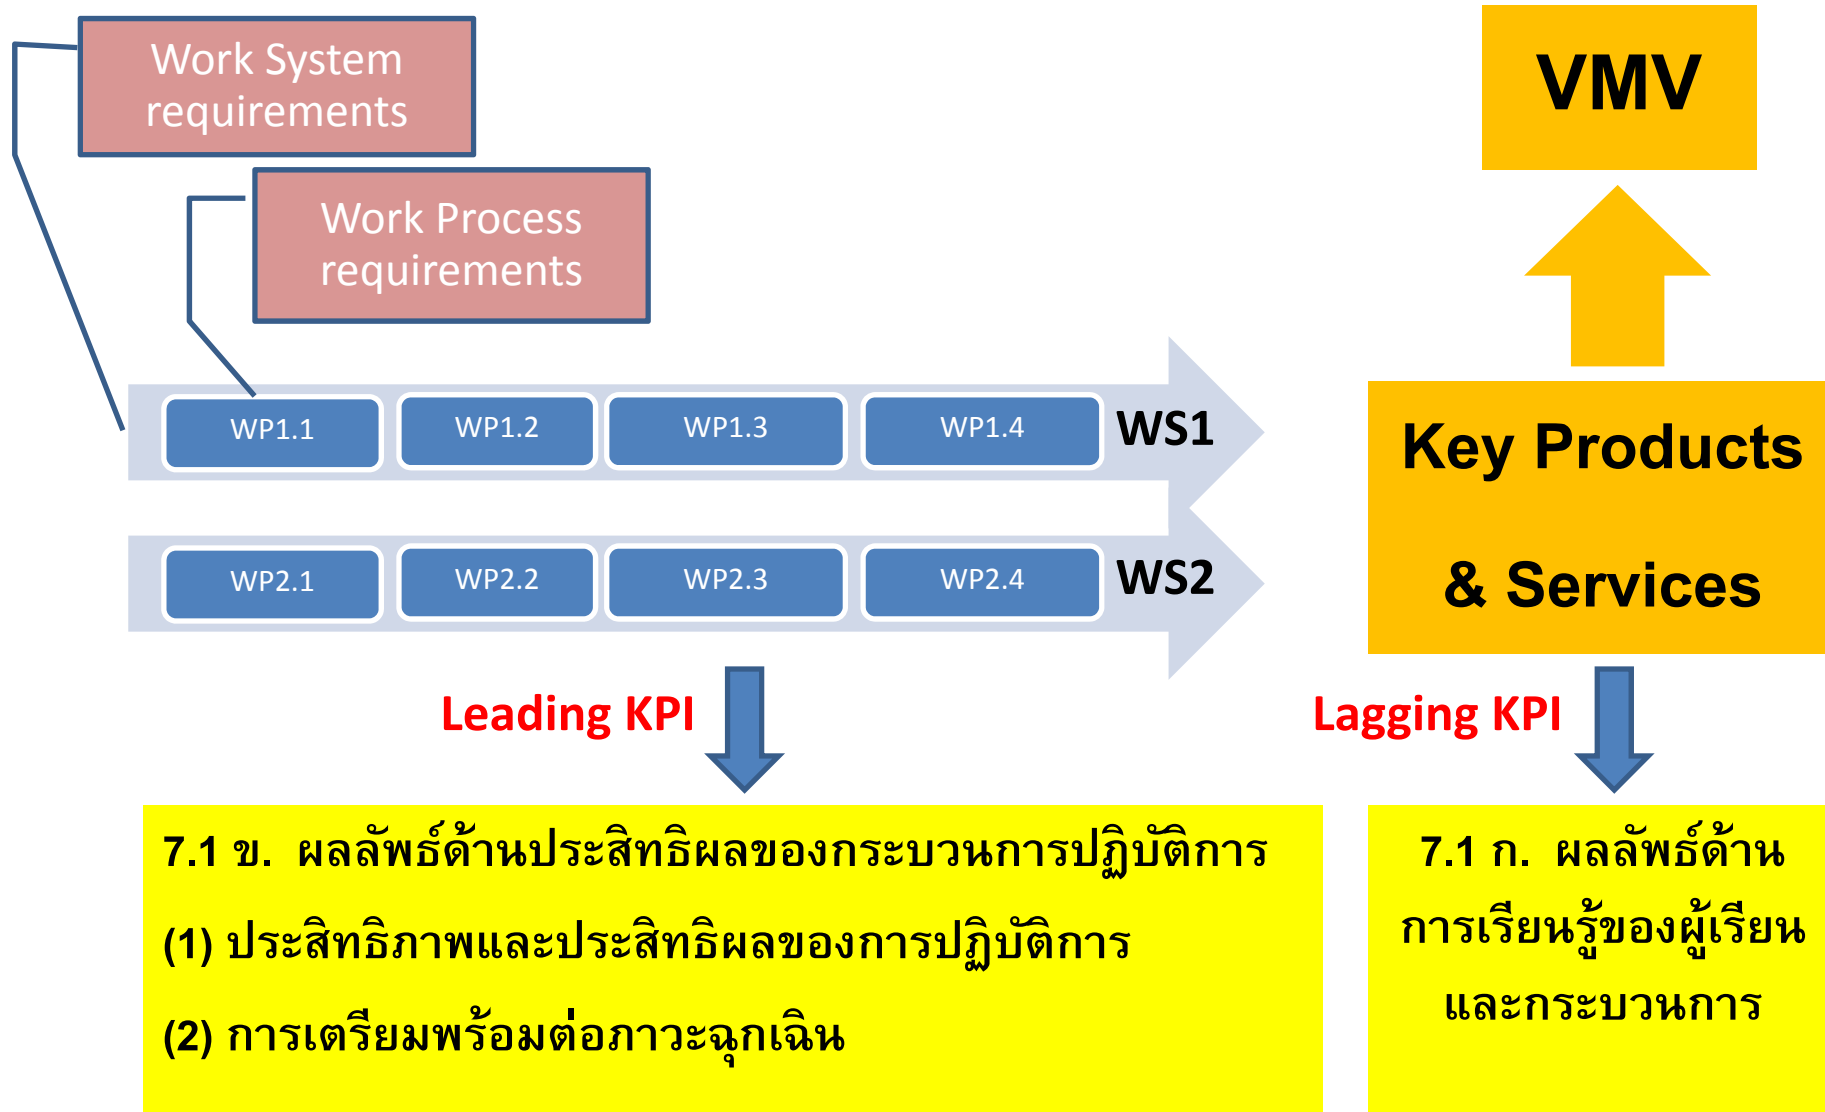 Work System
requirements
VMV
Work Process
requirements
WP1.1
WP1.2
WP1.3
WP1.4
WS1
WP2.1
WP2.2
WP2.3
WP2.4
WS2
Key Products
& Services
Leading KPI
Lagging KPI
7.1 ข. ผลลัพธ์ด้านประสิทธิผลของกระบวนการปฏิบัติการ
(1) ประสิทธิภาพและประสิทธิผลของการปฏิบัติการ
(2) การเตรียมพร้อมต่อภาวะฉุกเฉิน
7.1 ก. ผลลัพธ์ด้าน
การเรียนรู้ของผู้เรียน
และกระบวนการ